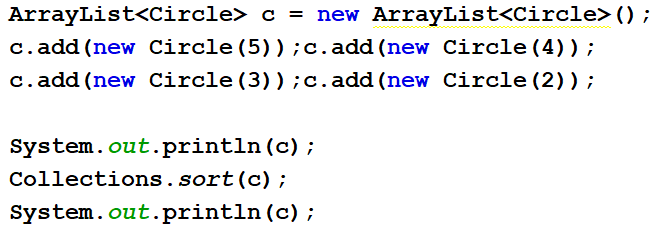 ArrayList<Circle> c = new ArrayList<Circle>();
c.add(new Circle(5));c.add(new Circle(4));
c.add(new Circle(3));c.add(new Circle(2));
System.out.println(c);
Collections.sort(c);
System.out.println(c);